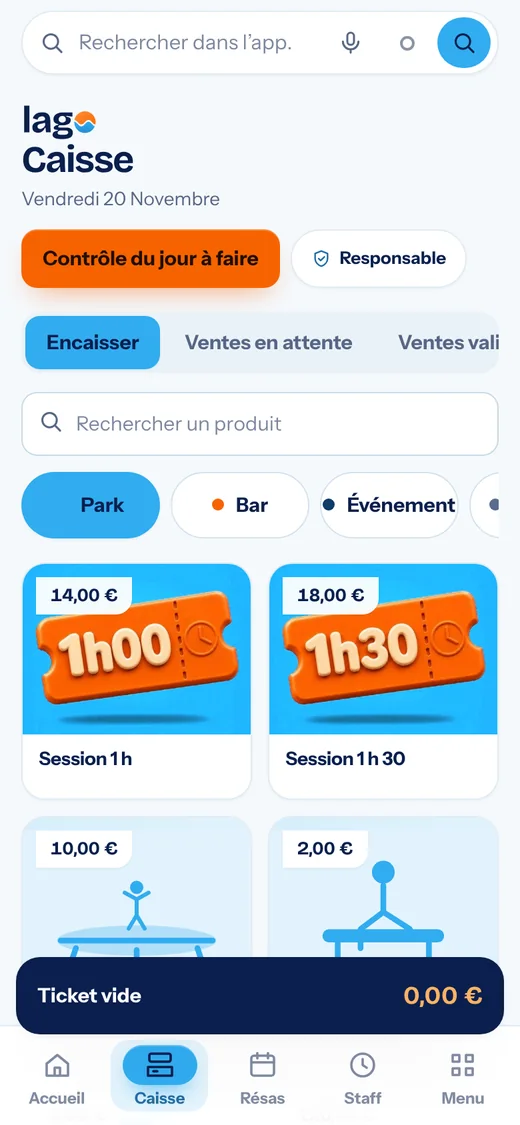 Rechercher dans l'app.
lago
Caisse
Vendredi 20 Novembre
Contrôle du jour à faire
Responsable
Encaisser
Ventes en attente
Ventes vali
Rechercher un produit
Park
Bar
Événement
14,00 €
1h00
Session 1 h
18,00 €
1h30
Session 1 h 30
10,00 €
2,00 €
Ticket vide
0,00 €
Accueil
Caisse
Résas
Staff
Menu